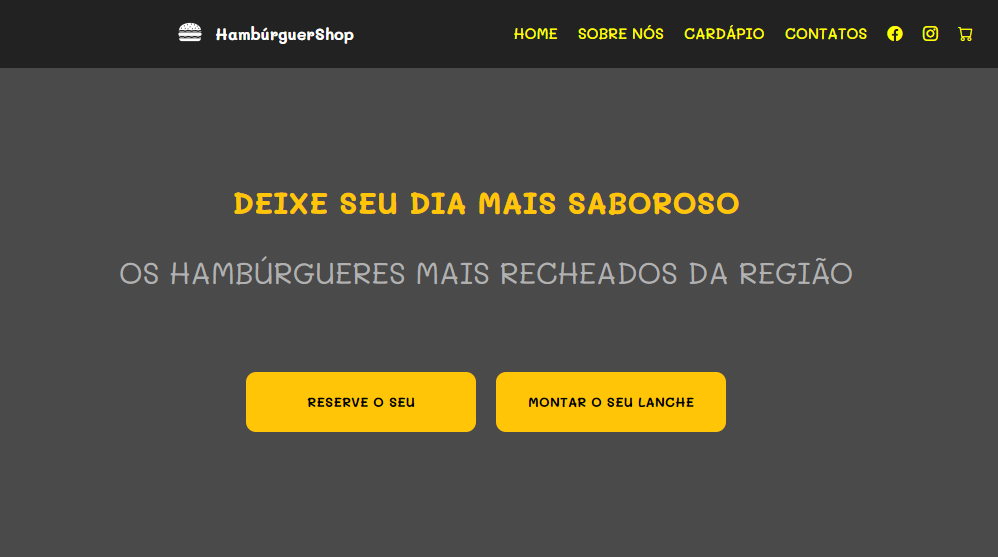 HambúrguerShop HOME SOBRE NÓS CARDÁPIO CONTATOS
DEIXE SEU DIA MAIS SABOROSO
OS HAMBÚRGUERES MAIS RECHEADOS DA REGIÃO
RESERVE O SEU MONTAR O SEU LANCHE